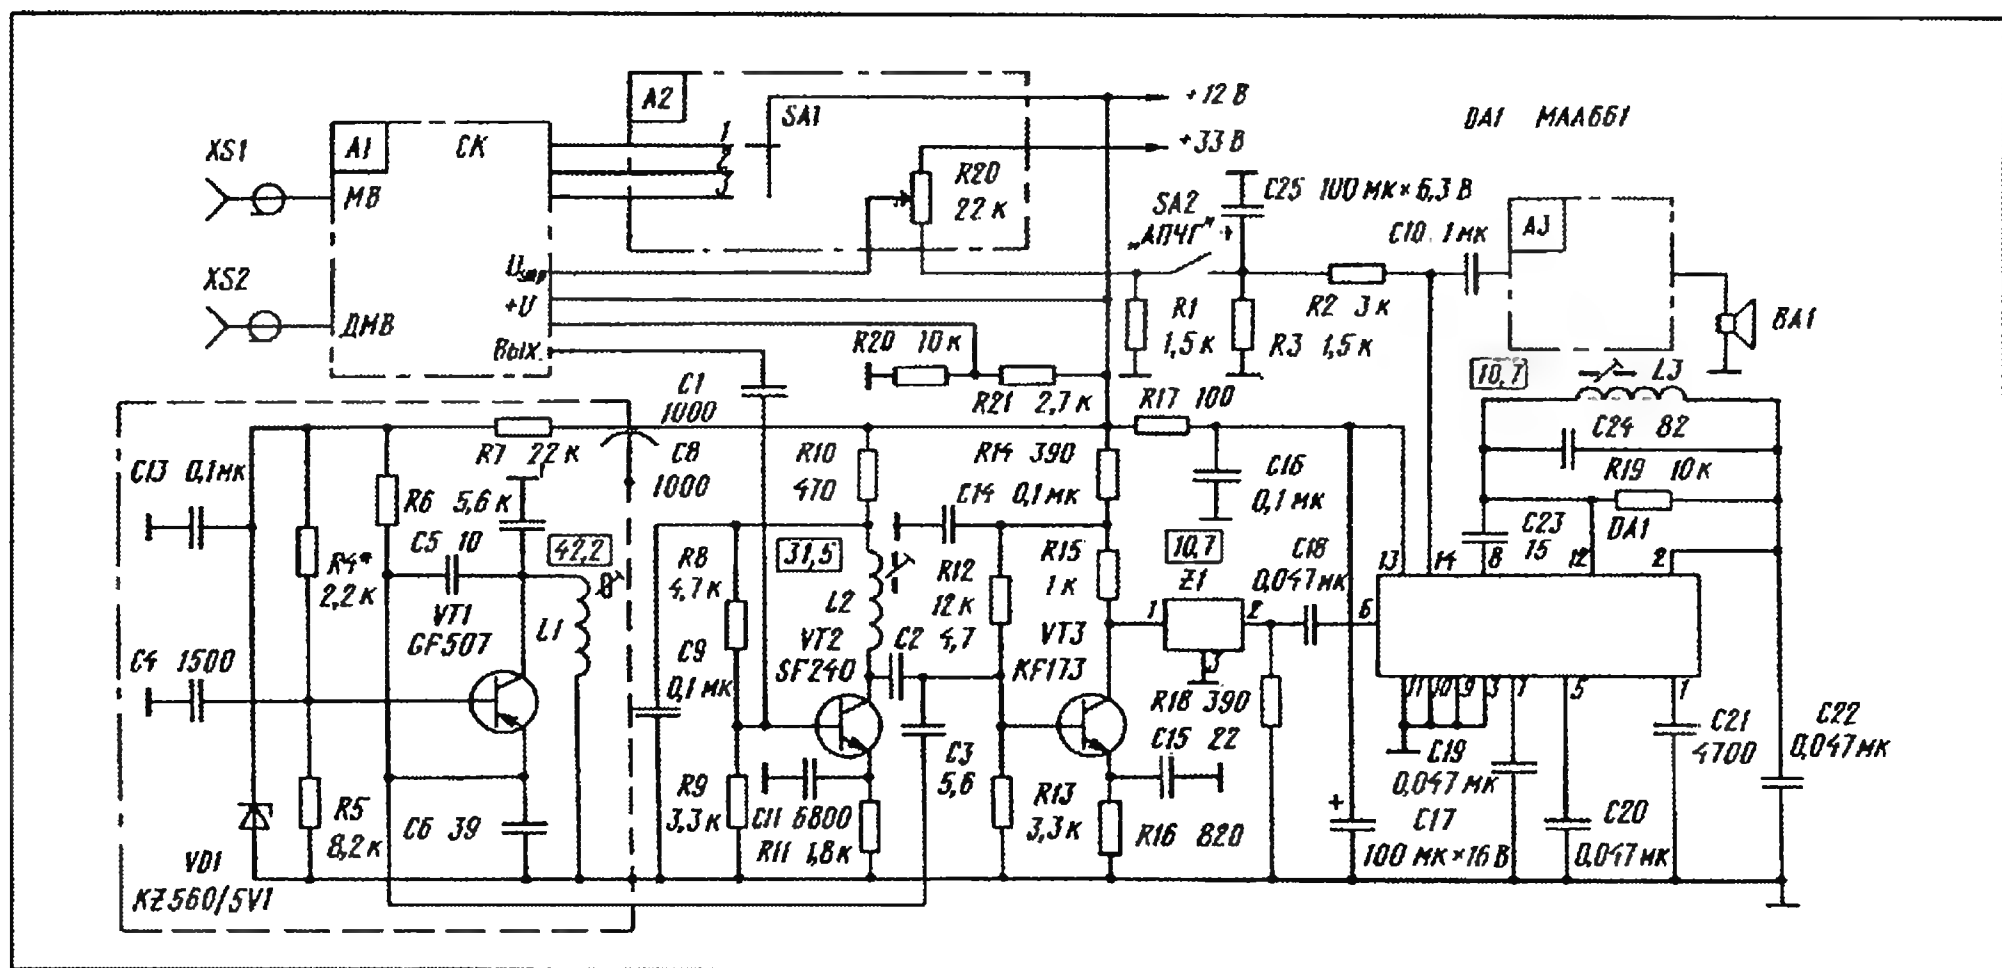 A2
SA1
+12 В
DA1 МАА661
XS1
A1
СК
1
2
3
+33 В
МВ
R20
22 к
SA2
„АПЧГ"
+
C25 100 мк×6,3 В
C10 1 мк
A3
XS2
ДМВ
Uнтр
+U
Вых.
R1
1,5 к
R2 3 к
R3 1,5 к
BA1
R20 10 к
R21 2,7 к
C1
1000
R17 100
10,7
L3
C24 82
R19 10 к
R7 22 к
C8
1000
R10
470
R14 390
C16
0,1 мк
C13 0,1 мк
R6
5,6 к
C14 0,1 мк
C23
15
DA1
C5 10
42,2
R4*
2,2 к
VT1
GF507
L1
R8
4,7 к
31,5
L2
R12
12 к
R15
1 к
10,7
Z1
C18
0,047 мк
13
14
8
12
2
1
2
3
6
C4 1500
C9
0,1 мк
VT2
SF240
C2
4,7
VT3
KF173
R18 390
11
10
9
3
7
5
1
C15 22
C21
4700
C22
0,047 мк
C3
5,6
C19
0,047 мк
R5
8,2 к
C6 39
R9
3,3 к
C11 6800
R11 1,8 к
R13
3,3 к
R16 820
+
C17
100 мк×16 В
C20
0,047 мк
VD1
KZ560/5V1